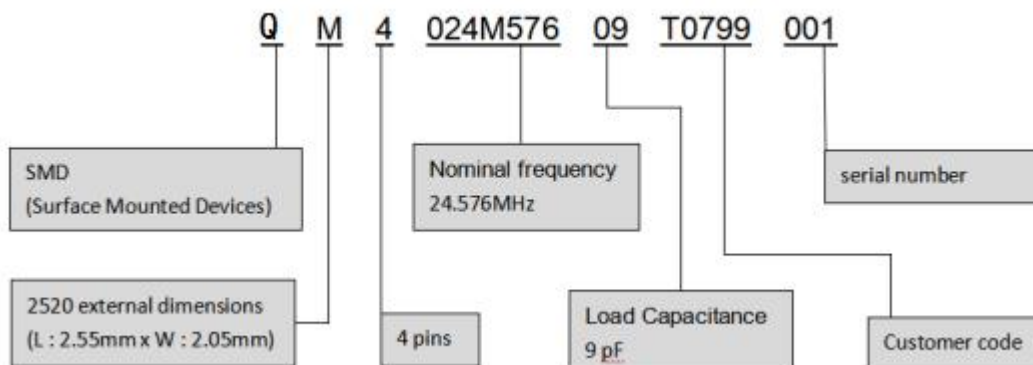 Q M 4 024M576 09 T0799 001
SMD
(Surface Mounted Devices)
Nominal frequency
24.576MHz
serial number
2520 external dimensions
(L : 2.55mm x W : 2.05mm)
4 pins
Load Capacitance
9 pF
Customer code